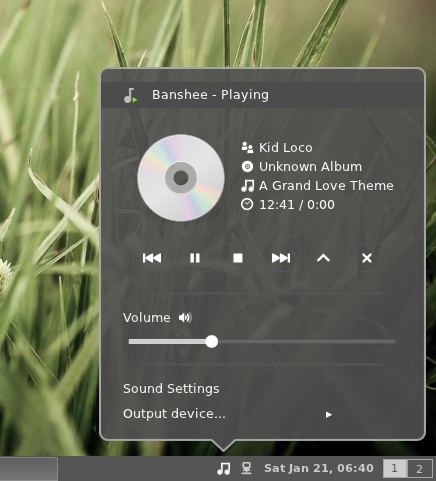 Banshee - Playing
Kid Loco
Unknown Album
A Grand Love Theme
12:41 / 0:00
Volume
Sound Settings
Output device...
Sat Jan 21, 06:40 1 2